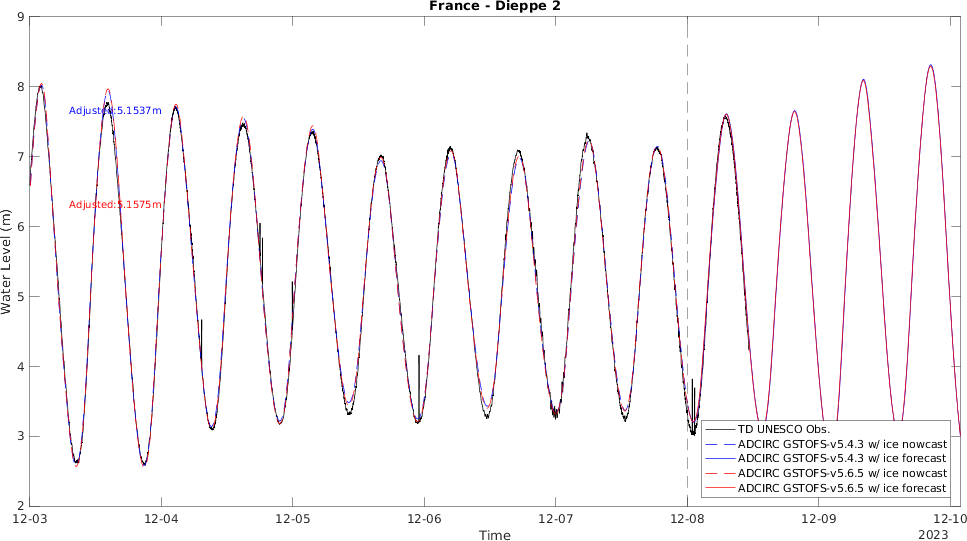 France - Dieppe 2
9
8
Adjusted:5.1537m
7
Adjusted:5.1575m
6
Water Level (m)
5
4
3
2
TD UNESCO Obs.
ADCIRC GSTOFS-v5.4.3 w/ ice nowcast
ADCIRC GSTOFS-v5.4.3 w/ ice forecast
ADCIRC GSTOFS-v5.6.5 w/ ice nowcast
ADCIRC GSTOFS-v5.6.5 w/ ice forecast
12-03 12-04 12-05 12-06 12-07 12-08 12-09 12-10
Time
2023